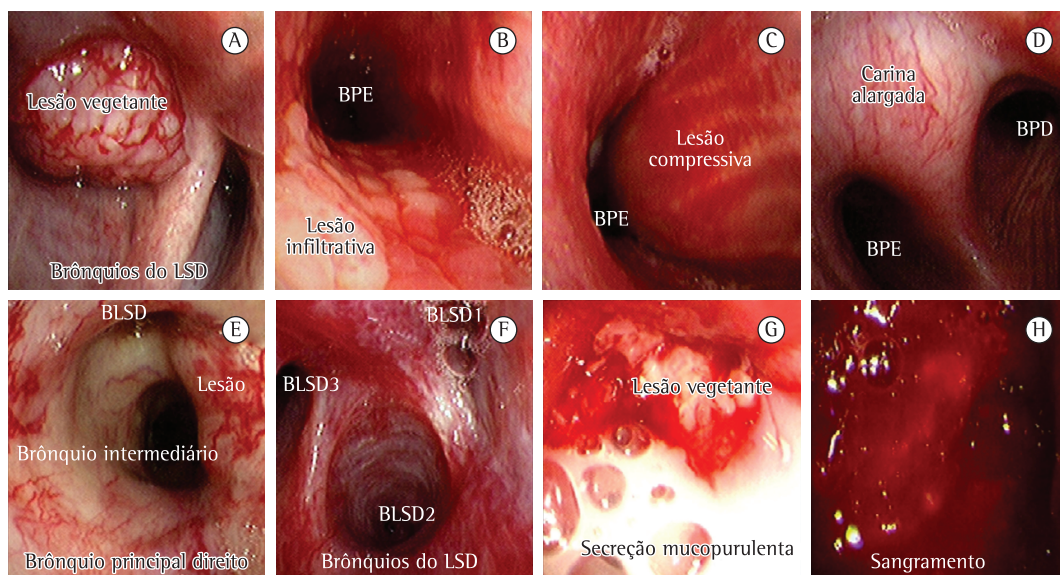 A
Lesão vegetante
Brônquios do LSD
B
BPE
Lesão
infiltrativa
C
Lesão
compressiva
BPE
D
Carina
alargada
BPD
BPE
E
BLSD
Lesão
Brônquio intermediário
Brônquio principal direito
F
BLSD1
BLSD3
BLSD2
Brônquios do LSD
G
Lesão vegetante
Secreção mucopurulenta
H
Sangramento